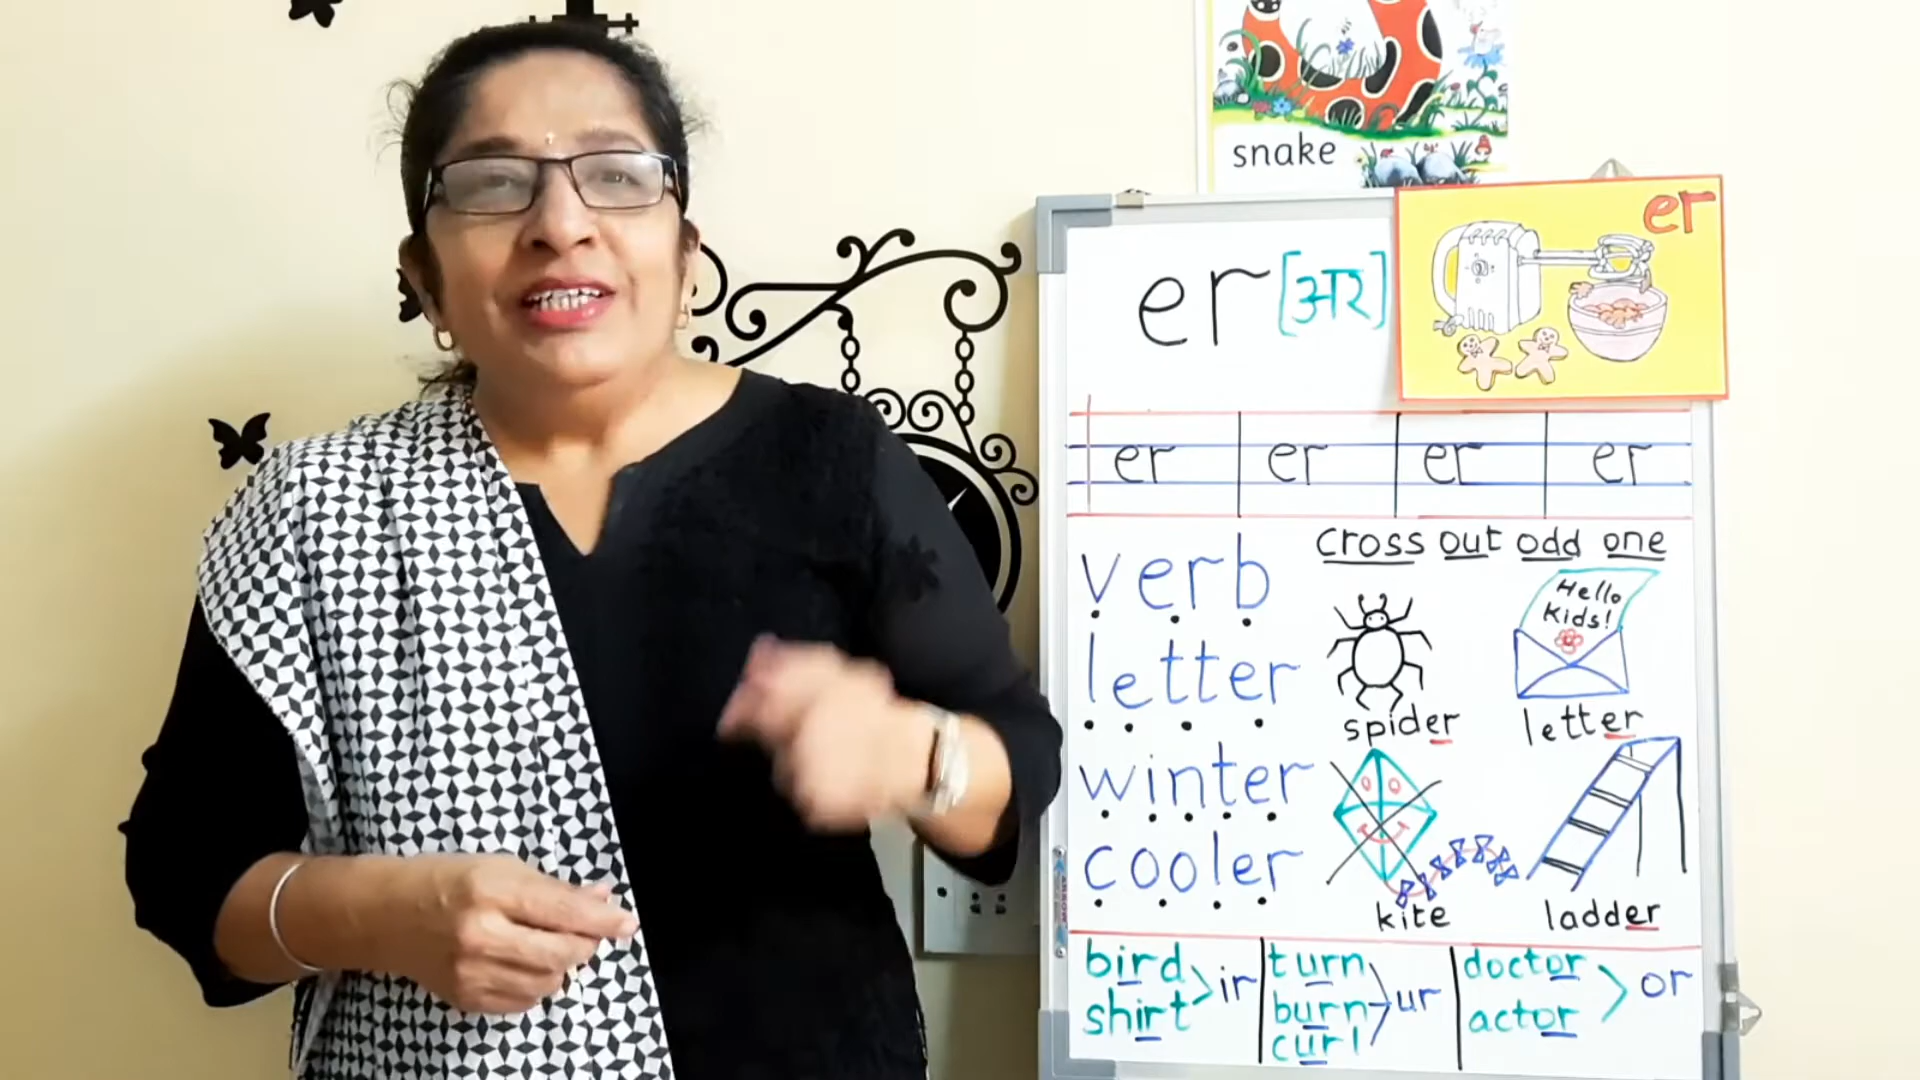 snake
er
er [अर]
er er er er
verb
letter
winter
cooler
cross out odd one
Hello
Kids!
spider
letter
kite
ladder
bird
shirt
ir
turn
burn
curl
ur
doctor
actor
or